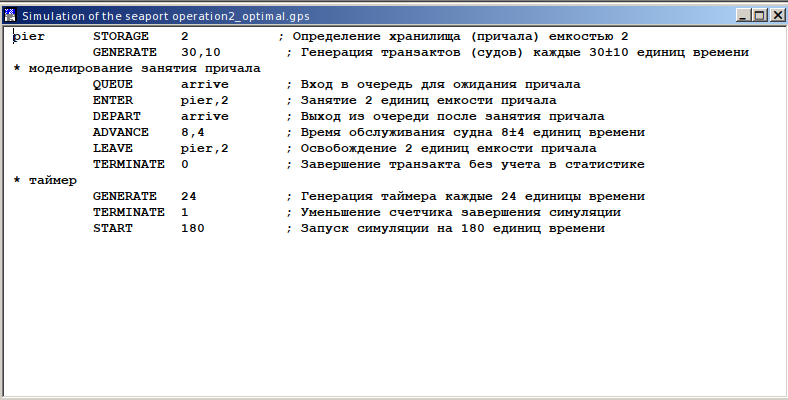 Simulation of the seaport operation2_optimal.gps
pier STORAGE 2 ; Определение хранилища (причала) емкостью 2
GENERATE 30,10 ; Генерация транзактов (судов) каждые 30±10 единиц времени
* моделирование занятия причала
QUEUE arrive ; Вход в очередь для ожидания причала
ENTER pier,2 ; Занятие 2 единиц емкости причала
DEPART arrive ; Выход из очереди после занятия причала
ADVANCE 8,4 ; Время обслуживания судна 8±4 единиц времени
LEAVE pier,2 ; Освобождение 2 единиц емкости причала
TERMINATE 0 ; Завершение транзакта без учета в статистике
* таймер
GENERATE 24 ; Генерация таймера каждые 24 единицы времени
TERMINATE 1 ; Уменьшение счетчика завершения симуляции
START 180 ; Запуск симуляции на 180 единиц времени